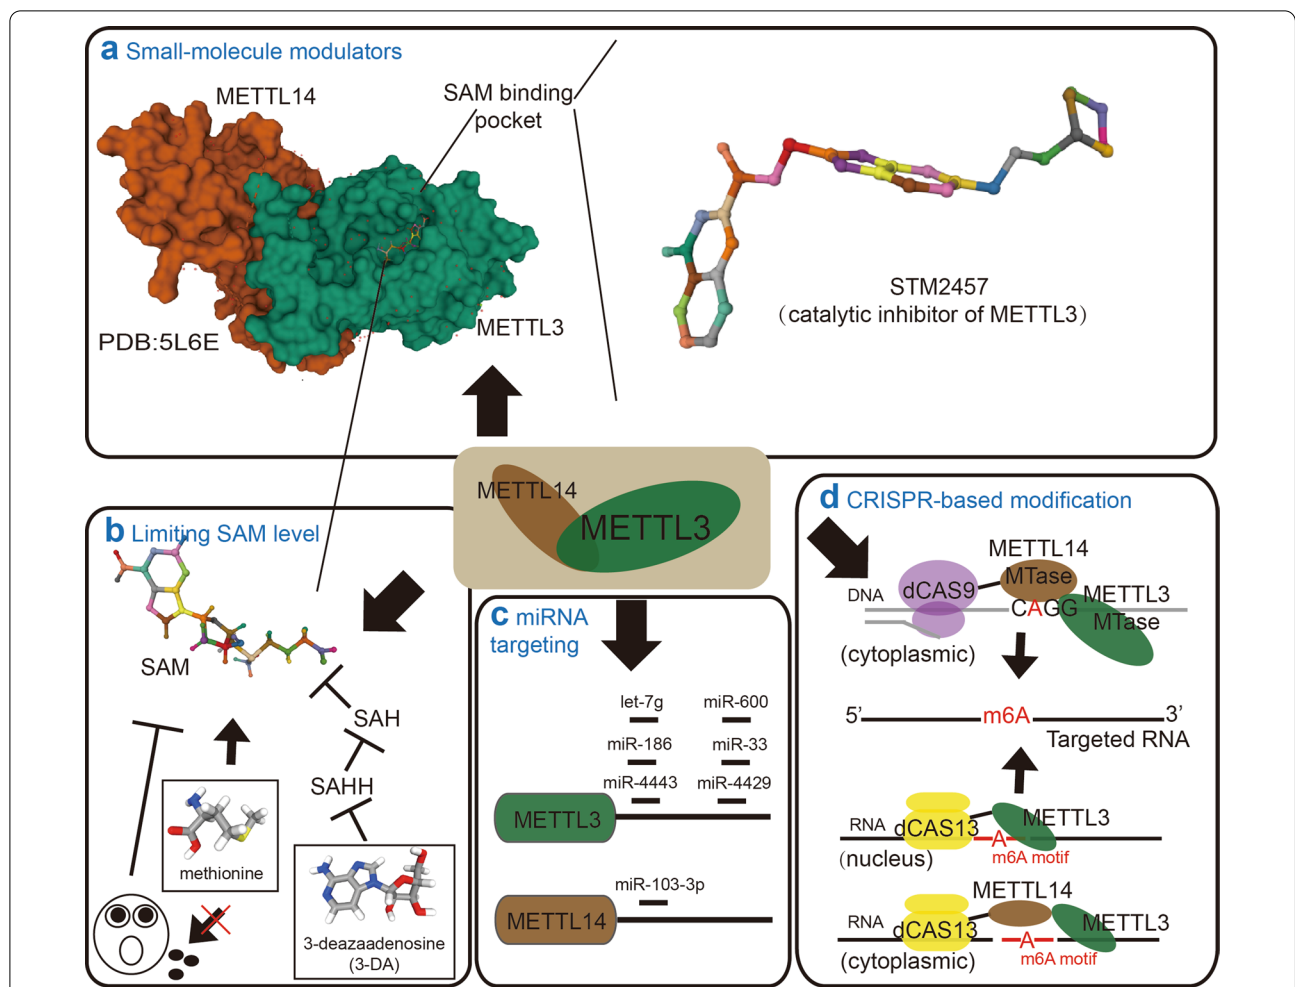 a Small-molecule modulators
METTL14
SAM binding
pocket
PDB:5L6E
METTL3
STM2457
(catalytic inhibitor of METTL3)
METTL14
METTL3
b Limiting SAM level
SAM
SAH
SAHH
methionine
3-deazaadenosine
(3-DA)
c miRNA
targeting
let-7g
miR-600
miR-186
miR-33
miR-4443
miR-4429
METTL3
miR-103-3p
METTL14
d CRISPR-based modification
METTL14
MTase
dCAS9
DNA
CAGG
METTL3
MTase
(cytoplasmic)
5’
m6A
3’
Targeted RNA
RNA
dCAS13
METTL3
A
(nucleus)
m6A motif
METTL14
RNA
dCAS13
METTL3
A
(cytoplasmic)
m6A motif